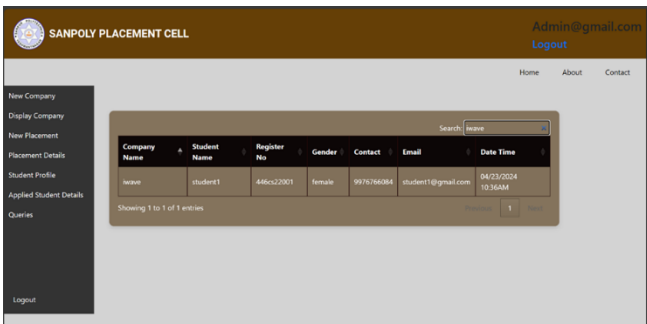 SANPOLY PLACEMENT CELL
Admin@gmail.com
Logout
Home About Contact
New Company
Display Company
New Placement
Placement Details
Student Profile
Applied Student Details
Queries
Logout
Search: iwave
Company Name Student Name Register No Gender Contact Email Date Time
iwave student1 446cs22001 female 9976766084 student1@gmail.com 04/23/2024 10:36AM
Showing 1 to 1 of 1 entries
Previous 1 Next